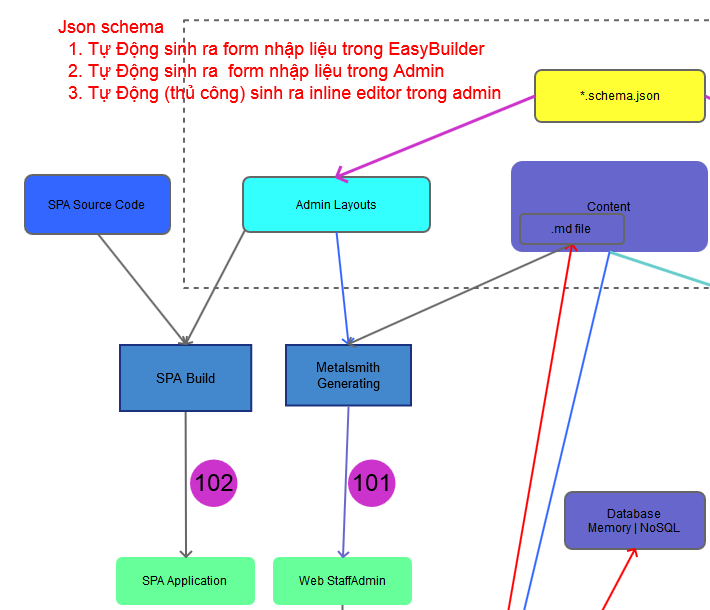 Json schema
1. Tự Động sinh ra form nhập liệu trong EasyBuilder
2. Tự Động sinh ra form nhập liệu trong Admin
3. Tự Động (thủ công) sinh ra inline editor trong admin
*.schema.json
SPA Source Code
Admin Layouts
Content
.md file
SPA Build
Metalsmith
Generating
102
101
Database
Memory | NoSQL
SPA Application
Web StaffAdmin